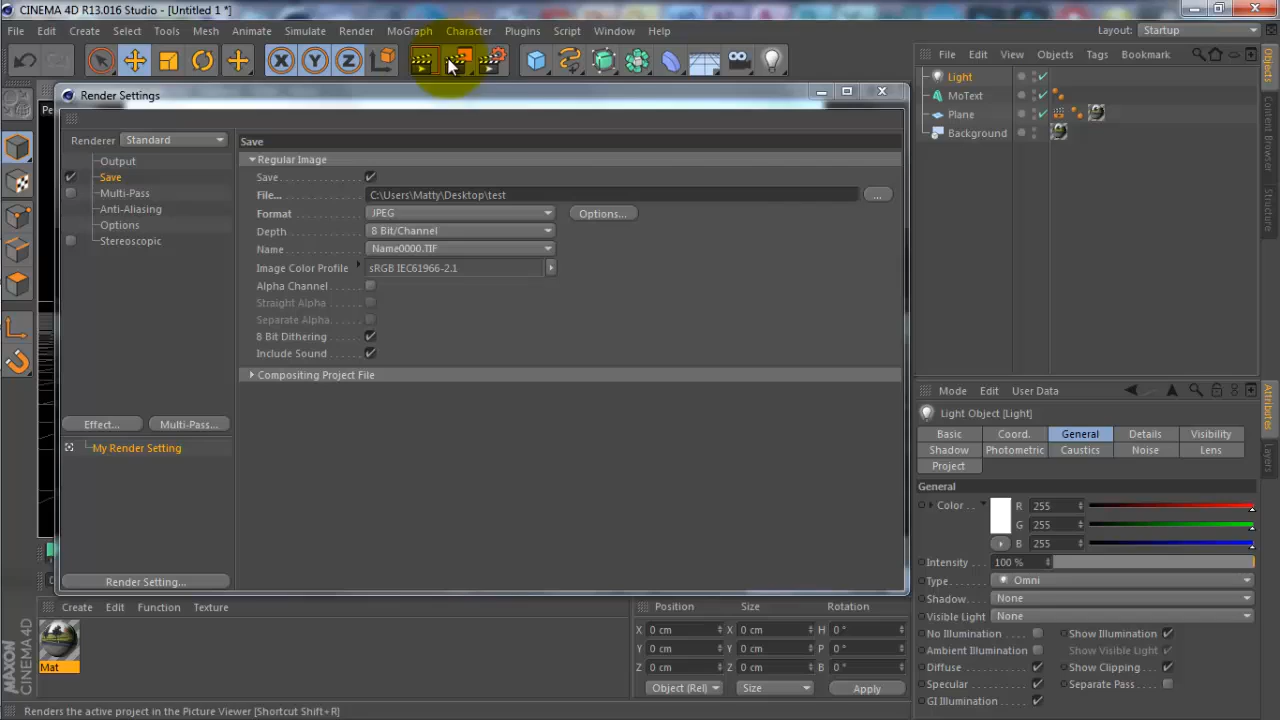 CINEMA 4D R13.016 Studio - [Untitled 1 *]
File Edit Create Select Tools Mesh Animate Simulate Render MoGraph Character Plugins Script Window Help
Layout: Startup
X Y Z
File Edit View Objects Tags Bookmark
Objects
Content Browser
Structure
Light
MoText
Plane
Background
Pe
Render Settings
Renderer Standard
Output
Save
Multi-Pass
Anti-Aliasing
Options
Stereoscopic
Effect... Multi-Pass...
My Render Setting
Render Setting...
Save
Regular Image
Save
File... C:\Users\Matty\Desktop\test ...
Format JPEG Options...
Depth 8 Bit/Channel
Name Name0000.TIF
Image Color Profile sRGB IEC61966-2.1
Alpha Channel
Straight Alpha
Separate Alpha
8 Bit Dithering
Include Sound
Compositing Project File
Mode Edit User Data
Attributes
Layers
Light Object [Light]
Basic Coord. General Details Visibility
Shadow Photometric Caustics Noise Lens
Project
General
Color R 255
G 255
B 255
Intensity 100 %
Type Omni
Shadow None
Visible Light None
No Illumination Show Illumination
Ambient Illumination Show Visible Light
Diffuse Show Clipping
Specular Separate Pass
GI Illumination
Create Edit Function Texture
Mat
Position Size Rotation
X 0 cm X 0 cm H 0 °
Y 0 cm Y 0 cm P 0 °
Z 0 cm Z 0 cm B 0 °
Object (Rel) Size Apply
MAXON CINEMA 4D
Renders the active project in the Picture Viewer [Shortcut Shift+R]